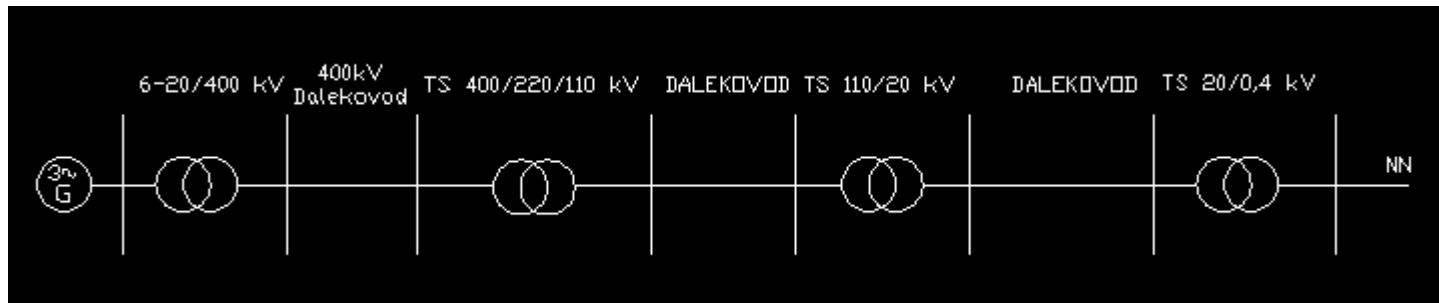 6-20/400 kV
400kV
Dalekovod
TS 400/220/110 kV
DALEKOVOD
TS 110/20 kV
DALEKOVOD
TS 20/0,4 kV
3~
G
NN